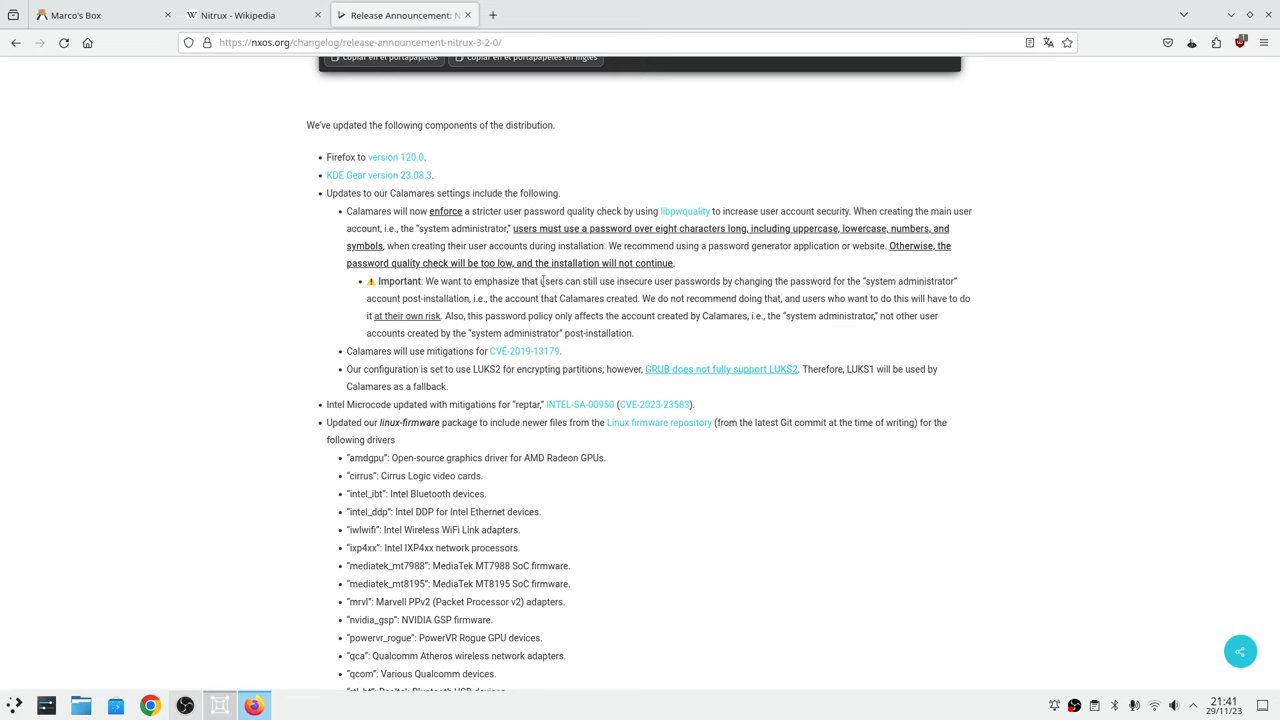 Marco's Box
Nitrux - Wikipedia
Release Announcement: N
https://nxos.org/changelog/release-announcement-nitrux-3-2-0/
Copiar en el portapapeles
Copiar en el portapapeles en inglés
We've updated the following components of the distribution.
• Firefox to version 120.0.
• KDE Gear version 23.08.3.
• Updates to our Calamares settings include the following.
• Calamares will now enforce a stricter user password quality check by using libpwquality to increase user account security. When creating the main user
account, i.e., the “system administrator,” users must use a password over eight characters long, including uppercase, lowercase, numbers, and
symbols, when creating their user accounts during installation. We recommend using a password generator application or website. Otherwise, the
password quality check will be too low, and the installation will not continue.
• ⚠ Important: We want to emphasize that users can still use insecure user passwords by changing the password for the “system administrator”
account post-installation, i.e., the account that Calamares created. We do not recommend doing that, and users who want to do this will have to do
it at their own risk. Also, this password policy only affects the account created by Calamares, i.e., the “system administrator,” not other user
accounts created by the “system administrator” post-installation.
• Calamares will use mitigations for CVE-2019-13179.
• Our configuration is set to use LUKS2 for encrypting partitions; however, GRUB does not fully support LUKS2. Therefore, LUKS1 will be used by
Calamares as a fallback.
• Intel Microcode updated with mitigations for “reptar,” INTEL-SA-00950 (CVE-2023-23583).
• Updated our linux-firmware package to include newer files from the Linux firmware repository (from the latest Git commit at the time of writing) for the
following drivers
• “amdgpu”: Open-source graphics driver for AMD Radeon GPUs.
• “cirrus”: Cirrus Logic video cards.
• “intel_ibt”: Intel Bluetooth devices.
• “intel_ddp”: Intel DDP for Intel Ethernet devices.
• “iwlwifi”: Intel Wireless WiFi Link adapters.
• “ixp4xx”: Intel IXP4xx network processors.
• “mediatek_mt7988”: MediaTek MT7988 SoC firmware.
• “mediatek_mt8195”: MediaTek MT8195 SoC firmware.
• “mrvl”: Marvell PPv2 (Packet Processor v2) adapters.
• “nvidia_gsp”: NVIDIA GSP firmware.
• “powervr_rogue”: PowerVR Rogue GPU devices.
• “qca”: Qualcomm Atheros wireless network adapters.
• “qcom”: Various Qualcomm devices.
21:41
29/11/23